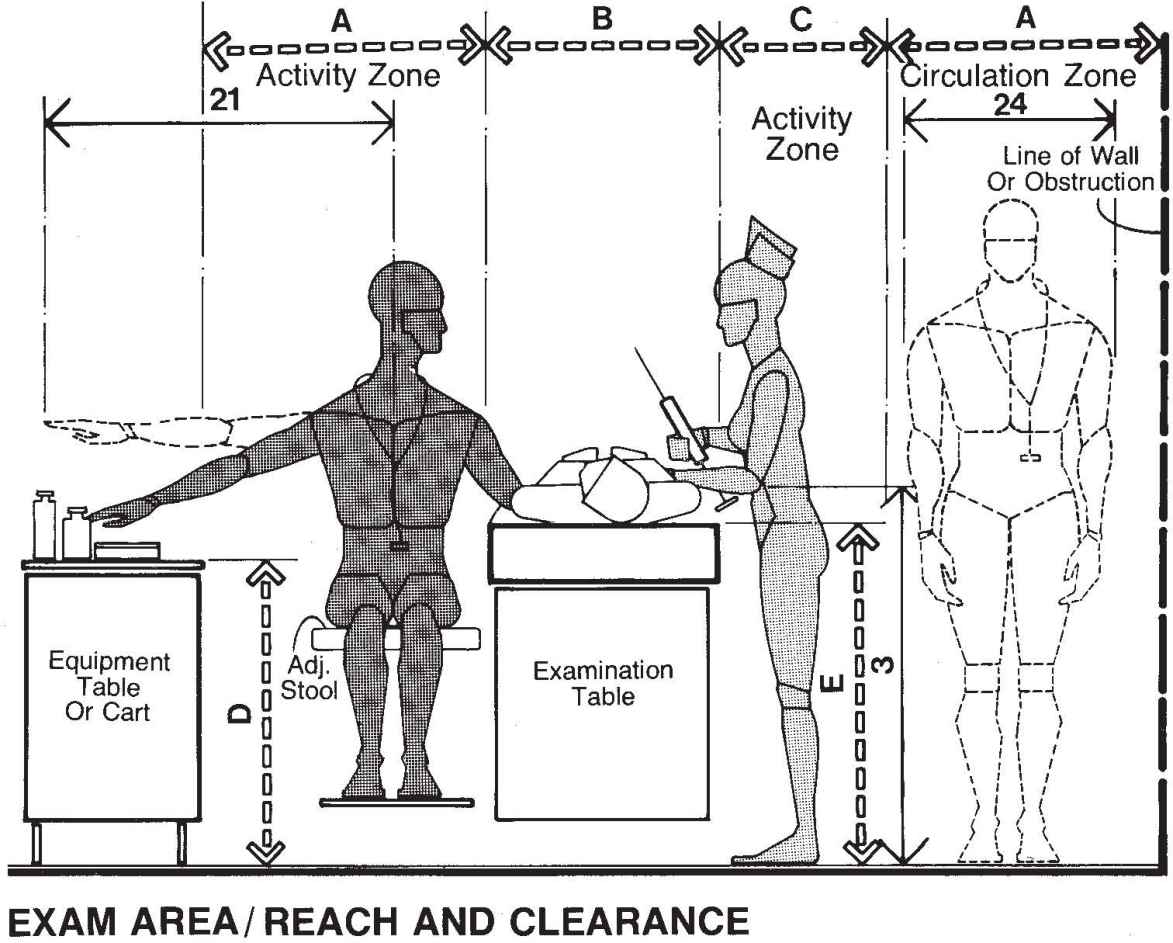 A
B
C
A
Activity Zone
Circulation Zone
21
24
Activity
Zone
Line of Wall
Or Obstruction
Equipment
Table
Or Cart
D
Adj.
Stool
Examination
Table
E
3
3
EXAM AREA/REACH AND CLEARANCE